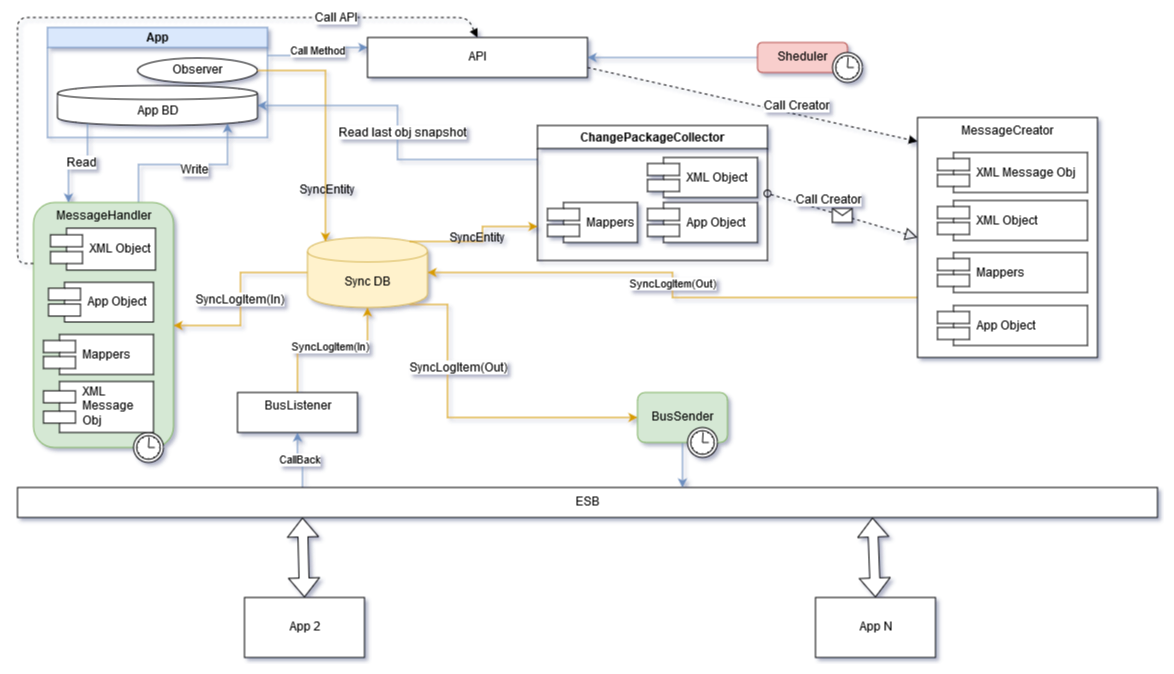 Call API
App
Call Method
API
Sheduler
Observer
App BD
Call Creator
MessageCreator
XML Message Obj
XML Object
Mappers
App Object
Read last obj snapshot
ChangePackageCollector
XML Object
Mappers
App Object
Call Creator
Read
Write
SyncEntity
MessageHandler
XML Object
App Object
Mappers
XML
Message
Obj
SyncEntity
Sync DB
SyncLogItem(In)
SyncLogItem(Out)
SyncLogItem(In)
SyncLogItem(Out)
BusListener
BusSender
CallBack
ESB
App 2
App N